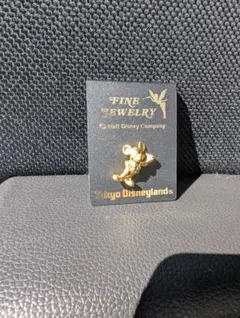 FINE
JEWELRY
© Walt Disney Company
Tokyo Disneyland®